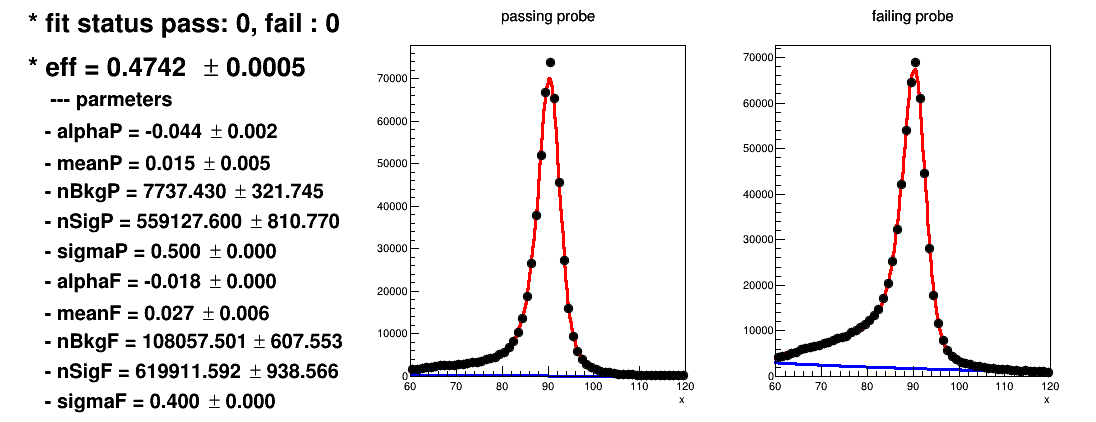 * fit status pass: 0, fail : 0
* eff = 0.4742 ± 0.0005
--- parmeters
- alphaP = -0.044 ± 0.002
- meanP = 0.015 ± 0.005
- nBkgP = 7737.430 ± 321.745
- nSigP = 559127.600 ± 810.770
- sigmaP = 0.500 ± 0.000
- alphaF = -0.018 ± 0.000
- meanF = 0.027 ± 0.006
- nBkgF = 108057.501 ± 607.553
- nSigF = 619911.592 ± 938.566
- sigmaF = 0.400 ± 0.000
passing probe
70000
60000
50000
40000
30000
20000
10000
0
60 70 80 90 100 110 120
x
failing probe
70000
60000
50000
40000
30000
20000
10000
0
60 70 80 90 100 110 120
x